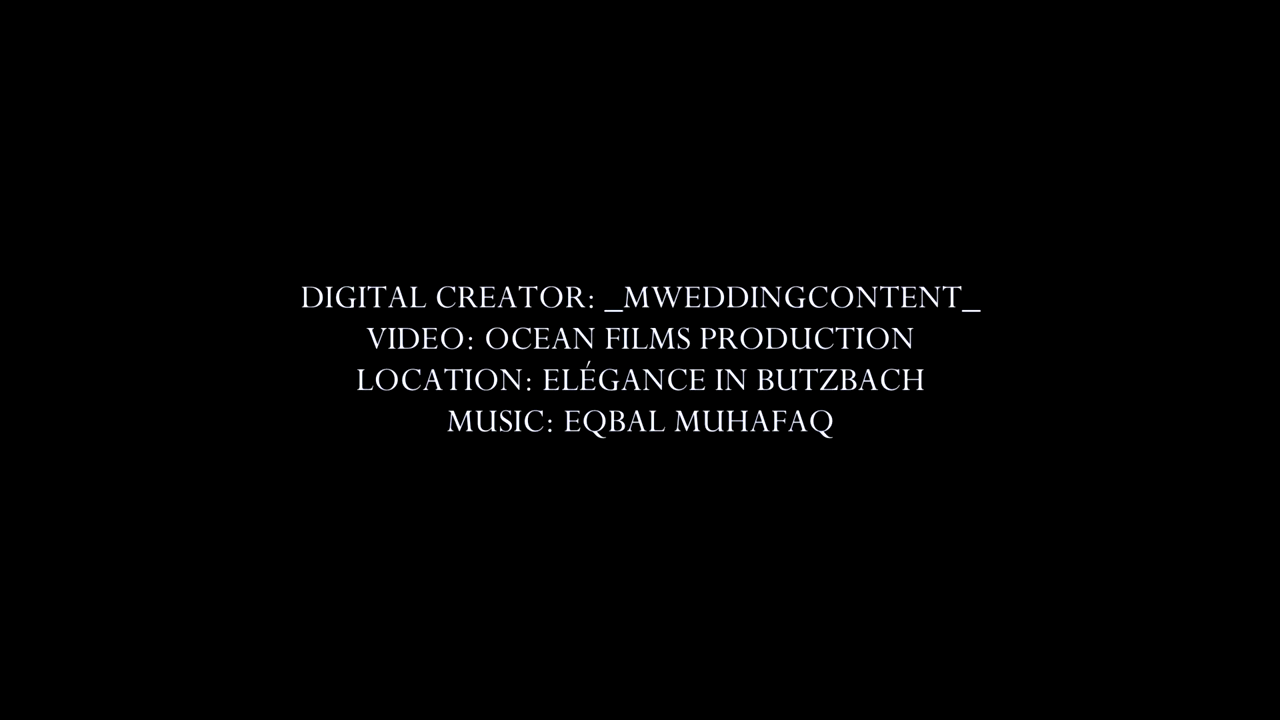 DIGITAL CREATOR: _MWEDDINGCONTENT_
VIDEO: OCEAN FILMS PRODUCTION
LOCATION: ELÉGANCE IN BUTZBACH
MUSIC: EQBAL MUHAFAQ